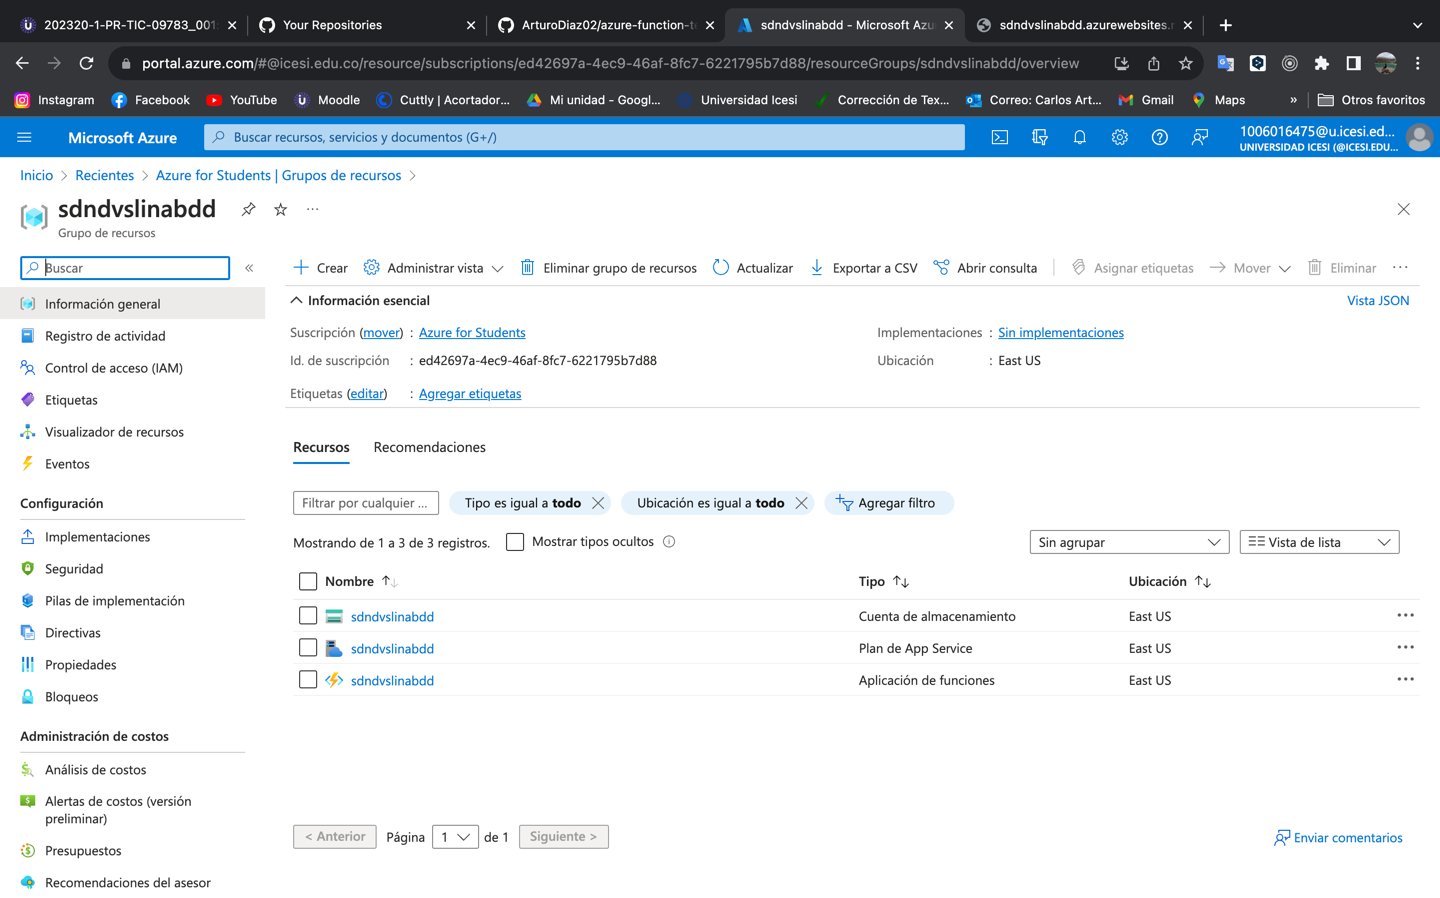 202320-1-PR-TIC-09783_001:
Your Repositories
ArturoDiaz02/azure-function-te
sdndvslinabdd - Microsoft Azu
sdndvslinabdd.azurewebsites.n
portal.azure.com/#@icesi.edu.co/resource/subscriptions/ed42697a-4ec9-46af-8fc7-6221795b7d88/resourceGroups/sdndvslinabdd/overview
Instagram
Facebook
YouTube
Moodle
Cuttly | Acortador...
Mi unidad - Googl...
Universidad Icesi
Corrección de Tex...
Correo: Carlos Art...
Gmail
Maps
»
Otros favoritos
Microsoft Azure
Buscar recursos, servicios y documentos (G+/)
1006016475@u.icesi.ed...
UNIVERSIDAD ICESI (@ICESI.EDU...
Inicio > Recientes > Azure for Students | Grupos de recursos >
sdndvslinabdd
...
Grupo de recursos
Buscar
«
Crear
Administrar vista
Eliminar grupo de recursos
Actualizar
Exportar a CSV
Abrir consulta
Asignar etiquetas
Mover
Eliminar
...
Información general
Registro de actividad
Control de acceso (IAM)
Etiquetas
Visualizador de recursos
Eventos
Configuración
Implementaciones
Seguridad
Pilas de implementación
Directivas
Propiedades
Bloqueos
Administración de costos
Análisis de costos
Alertas de costos (versión
preliminar)
Presupuestos
Recomendaciones del asesor
Información esencial
Vista JSON
Suscripción (mover) : Azure for Students
Implementaciones : Sin implementaciones
Id. de suscripción : ed42697a-4ec9-46af-8fc7-6221795b7d88
Ubicación : East US
Etiquetas (editar) : Agregar etiquetas
Recursos
Recomendaciones
Filtrar por cualquier ...
Tipo es igual a todo
Ubicación es igual a todo
Agregar filtro
Mostrando de 1 a 3 de 3 registros.
Mostrar tipos ocultos
Sin agrupar
Vista de lista
Nombre ↑↓ Tipo ↑↓ Ubicación ↑↓
sdndvslinabdd Cuenta de almacenamiento East US ...
sdndvslinabdd Plan de App Service East US ...
sdndvslinabdd Aplicación de funciones East US ...
< Anterior
Página
1
de 1
Siguiente >
Enviar comentarios